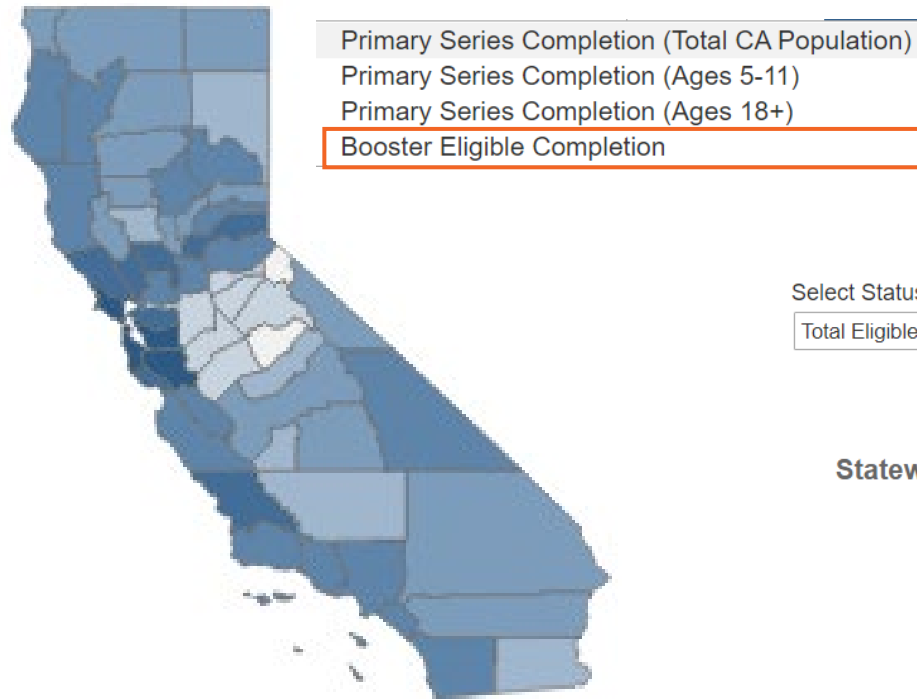 Primary Series Completion (Total CA Population)
Primary Series Completion (Ages 5-11)
Primary Series Completion (Ages 18+)
Booster Eligible Completion
Select Status
Total Eligible
Statew